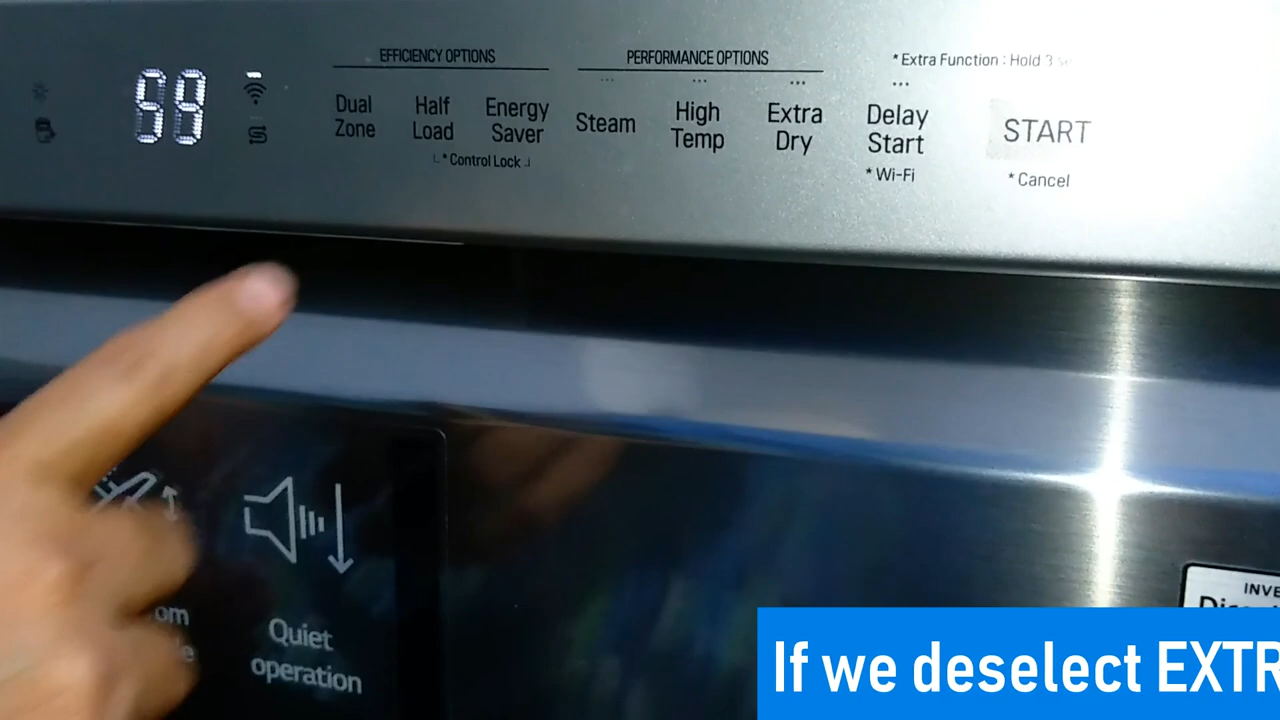 EFFICIENCY OPTIONS
PERFORMANCE OPTIONS
* Extra Function : Hold 3
Dual
Zone
Half
Load
Energy
Saver
* Control Lock
Steam
High
Temp
Extra
Dry
Delay
Start
* Wi-Fi
START
* Cancel
Quiet
operation
If we deselect EXTR